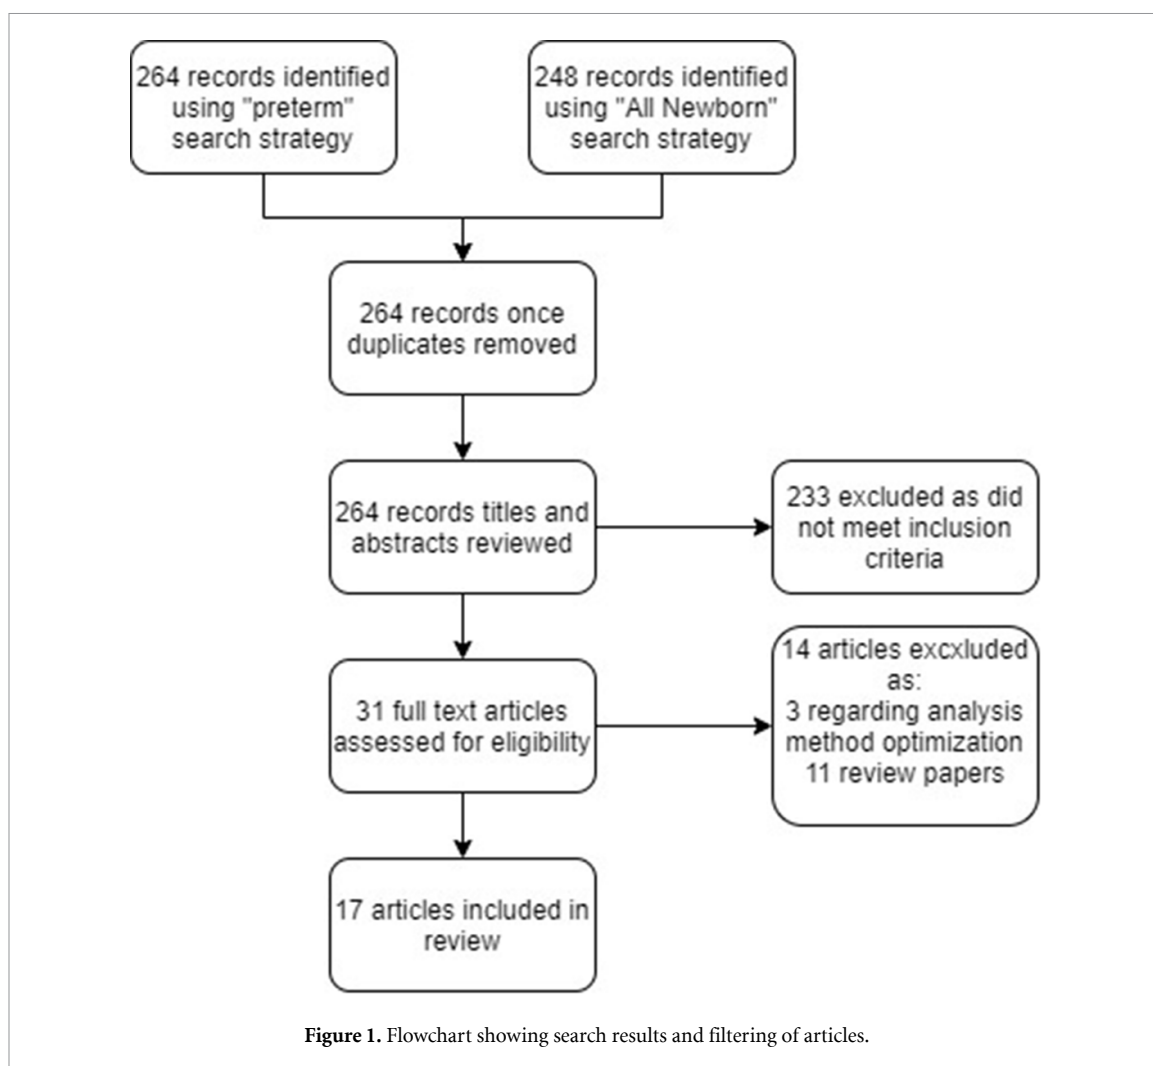 264 records identified
using "preterm"
search strategy
248 records identified
using "All Newborn"
search strategy
264 records once
duplicates removed
264 records titles and
abstracts reviewed
233 excluded as did
not meet inclusion
criteria
31 full text articles
assessed for eligibility
14 articles excxluded
as:
3 regarding analysis
method optimization
11 review papers
17 articles included in
review
Figure 1. Flowchart showing search results and filtering of articles.